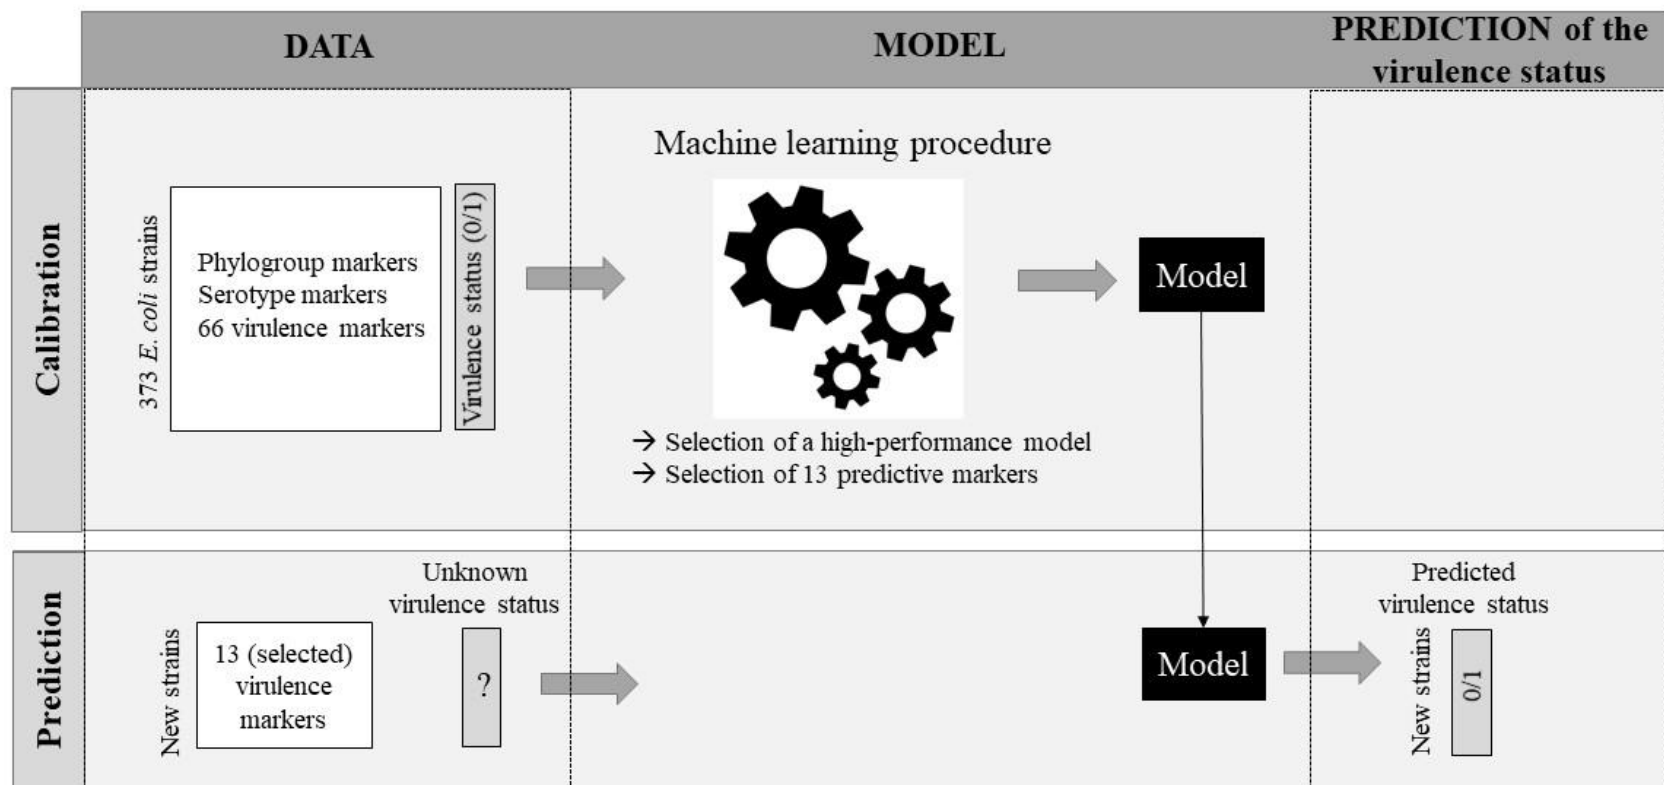 DATA
MODEL
PREDICTION of the
virulence status
Calibration
373 E. coli strains
Phylogroup markers
Serotype markers
66 virulence markers
Virulence status (0/1)
Machine learning procedure
→ Selection of a high-performance model
→ Selection of 13 predictive markers
Model
Prediction
New strains
13 (selected)
virulence
markers
Unknown
virulence status
?
Model
Predicted
virulence status
New strains
0/1